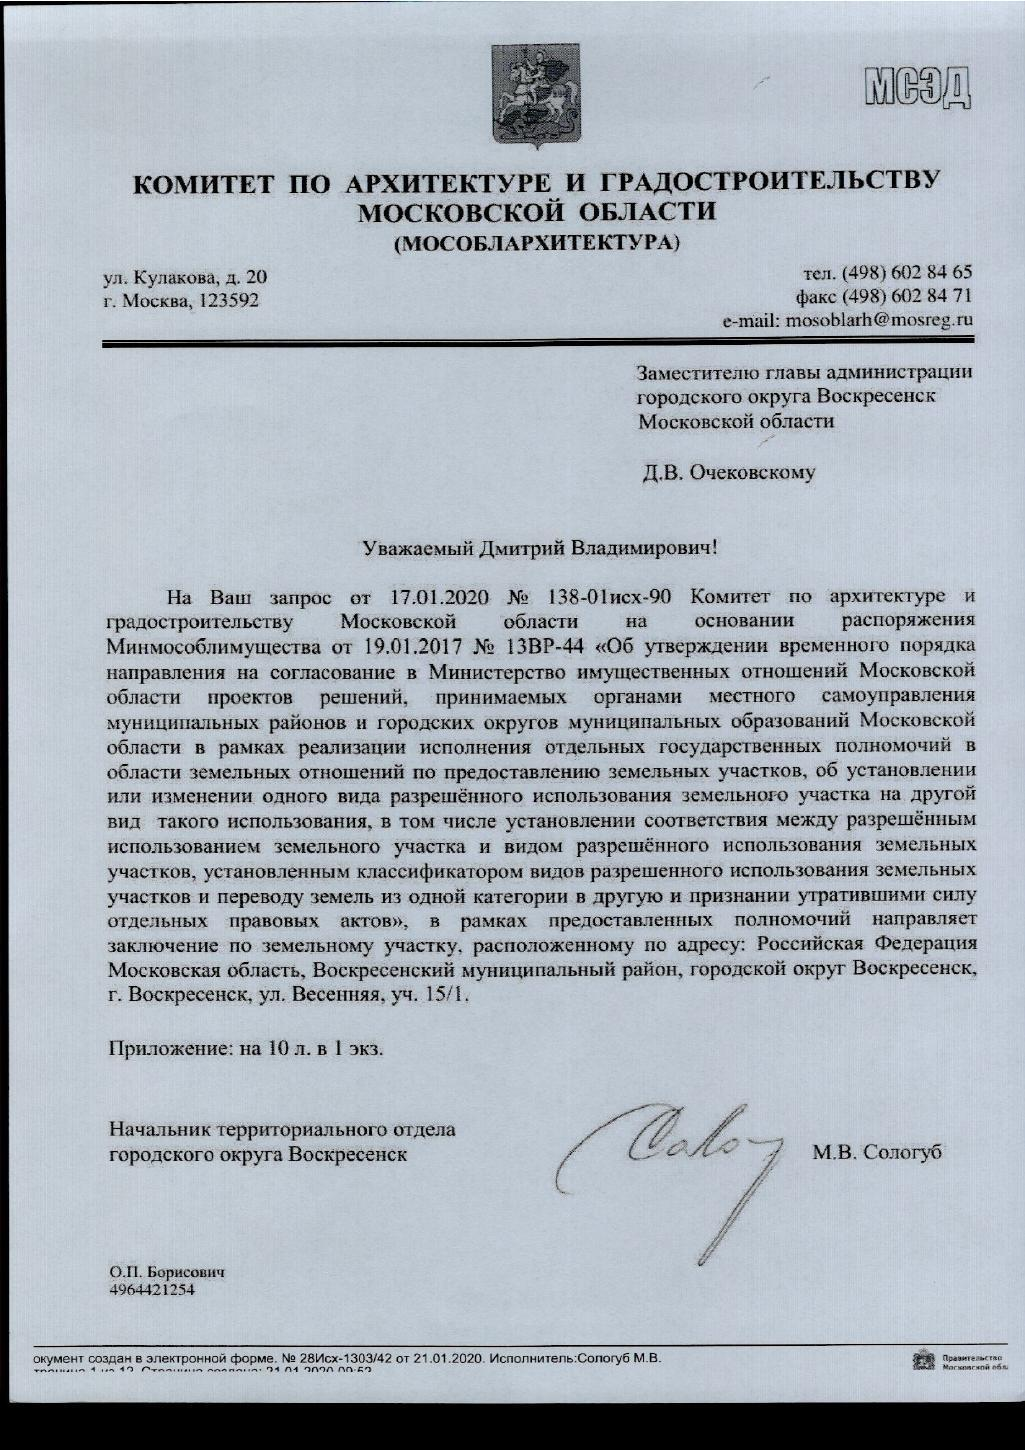 МСЭД
КОМИТЕТ ПО АРХИТЕКТУРЕ И ГРАДОСТРОИТЕЛЬСТВУ
МОСКОВСКОЙ ОБЛАСТИ
(МОСОБЛАРХИТЕКТУРА)
ул. Кулакова, д. 20
г. Москва, 123592
тел. (498) 602 84 65
факс (498) 602 84 71
e-mail: mosoblarh@mosreg.ru
Заместителю главы администрации
городского округа Воскресенск
Московской области
Д.В. Очековскому
Уважаемый Дмитрий Владимирович!
На Ваш запрос от 17.01.2020 № 138-01исх-90 Комитет по архитектуре и
градостроительству Московской области на основании распоряжения
Минмособлимущества от 19.01.2017 № 13ВР-44 «Об утверждении временного порядка
направления на согласование в Министерство имущественных отношений Московской
области проектов решений, принимаемых органами местного самоуправления
муниципальных районов и городских округов муниципальных образований Московской
области в рамках реализации исполнения отдельных государственных полномочий в
области земельных отношений по предоставлению земельных участков, об установлении
или изменении одного вида разрешённого использования земельного участка на другой
вид такого использования, в том числе установлении соответствия между разрешённым
использованием земельного участка и видом разрешённого использования земельных
участков, установленным классификатором видов разрешенного использования земельных
участков и переводу земель из одной категории в другую и признании утратившими силу
отдельных правовых актов», в рамках предоставленных полномочий направляет
заключение по земельному участку, расположенному по адресу: Российская Федерация
Московская область, Воскресенский муниципальный район, городской округ Воскресенск,
г. Воскресенск, ул. Весенняя, уч. 15/1.
Приложение: на 10 л. в 1 экз.
Начальник территориального отдела
городского округа Воскресенск
М.В. Сологуб
О.П. Борисович
4964421254
окумент создан в электронной форме. № 28Исх-1303/42 от 21.01.2020. Исполнитель:Сологуб М.В.
Страница создана: 21.01.2020 09:52
Правительство
Московской обл